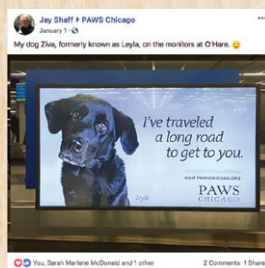 Jay Shaff ▸ PAWS Chicago
January 1 ·
My dog Ziva, formerly known as Leyla, on the monitors at O'Hare.
I've traveled
a long road
to get to you.
VISIT PAWSCHICAGO.ORG
PAWS
CHICAGO
Leyla
You, Sarah Marlene McDonald and 1 other
2 Comments 1 Share